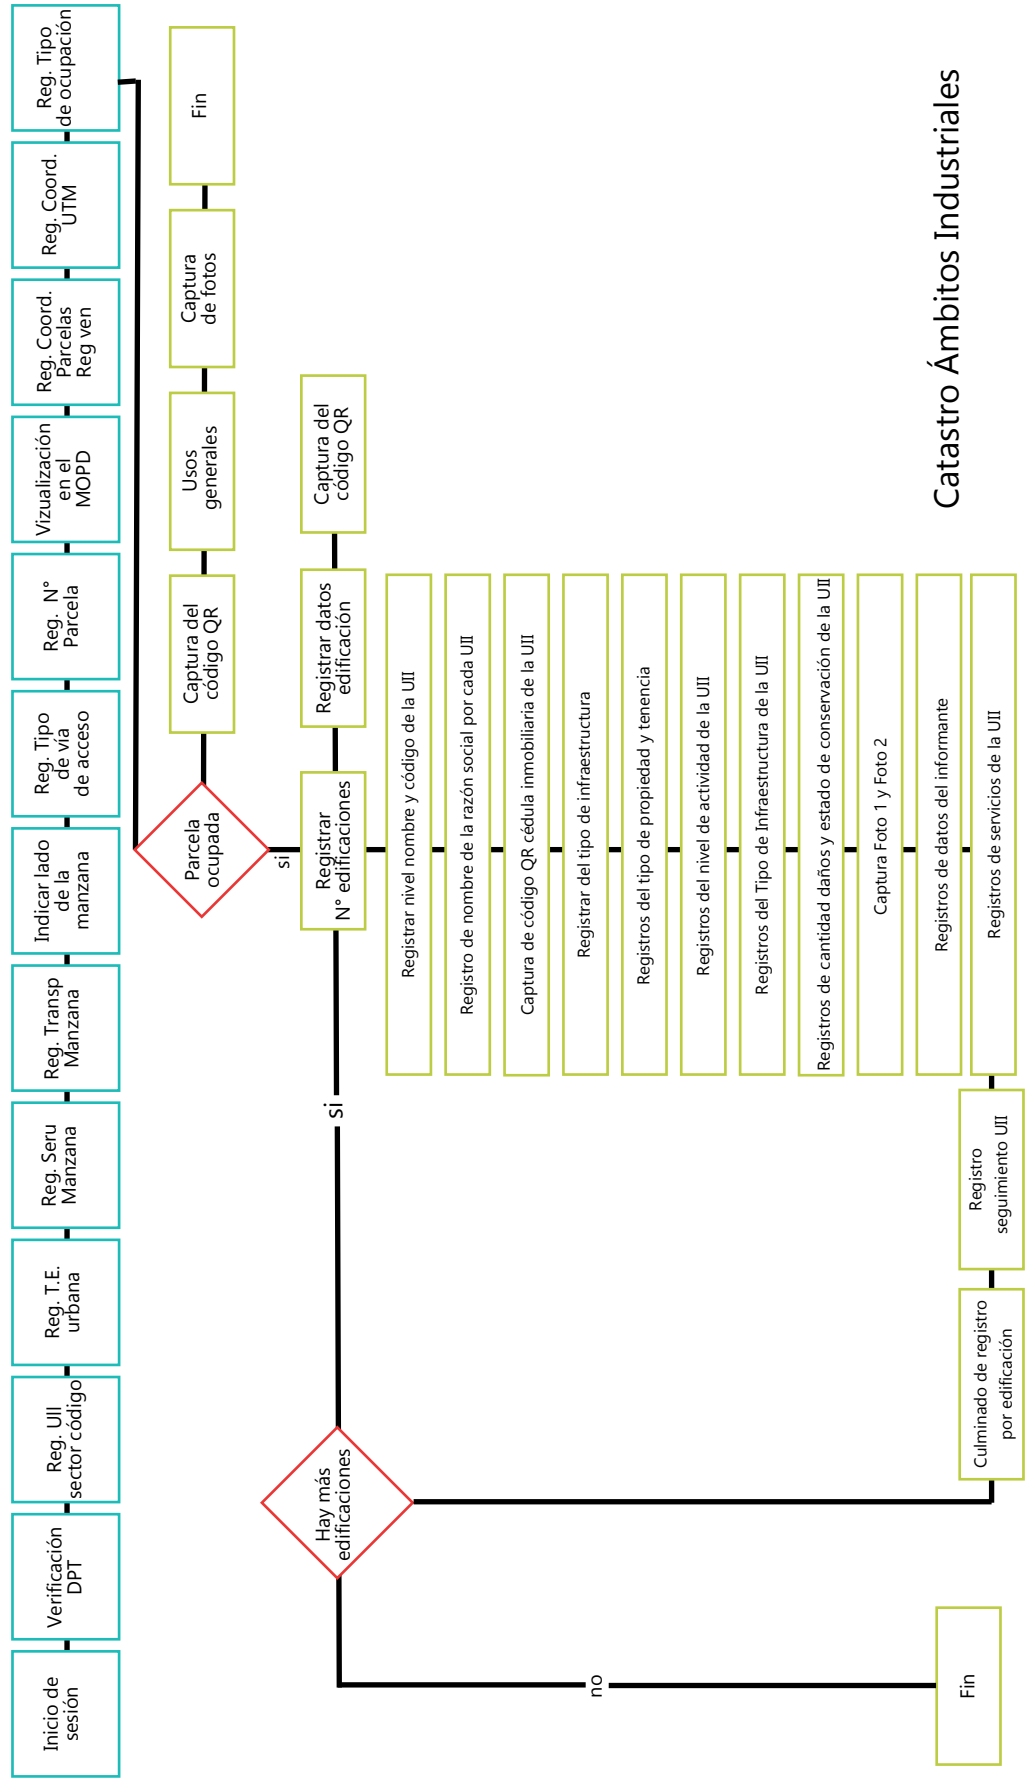 Inicio de
sesión
Verificación
DPT
Reg. UII
sector código
Reg. T.E.
urbana
Reg. Seru
Manzana
Reg. Transp
Manzana
Indicar lado
de la
manzana
Reg. Tipo
de vía
de acceso
Reg. N°
Parcela
Vizualización
en el
MOPD
Reg. Coord.
Parcelas
Reg ven
Reg. Coord.
UTM
Reg. Tipo
de ocupación
Parcela
ocupada
Captura del
código QR
Usos
generales
Captura
de fotos
Fin
si
Registrar
N° edificaciones
Registrar datos
edificación
Captura del
código QR
Registrar nivel nombre y código de la UII
Registro de nombre de la razón social por cada UII
Captura de código QR cédula inmobiliaria de la UII
Registrar del tipo de infraestructura
Registros del tipo de propiedad y tenencia
Registros del nivel de actividad de la UII
Registros del Tipo de Infraestructura de la UII
Registros de cantidad daños y estado de conservación de la UII
Captura Foto 1 y Foto 2
Registros de datos del informante
Registros de servicios de la UII
Registro
seguimiento UII
Culminado de registro
por edificación
Hay más
edificaciones
si
no
Fin
Catastro Ámbitos Industriales